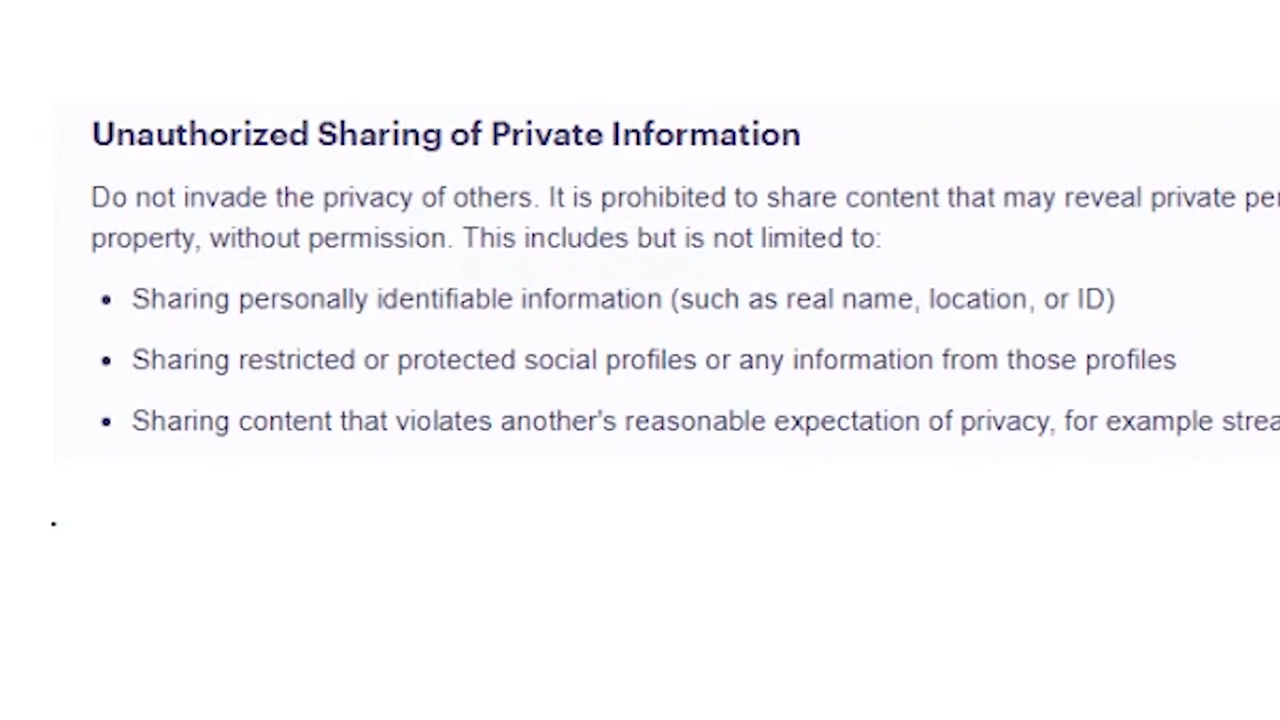 Unauthorized Sharing of Private Information
Do not invade the privacy of others. It is prohibited to share content that may reveal private
property, without permission. This includes but is not limited to:
• Sharing personally identifiable information (such as real name, location, or ID)
• Sharing restricted or protected social profiles or any information from those profiles
• Sharing content that violates another's reasonable expectation of privacy, for example
.